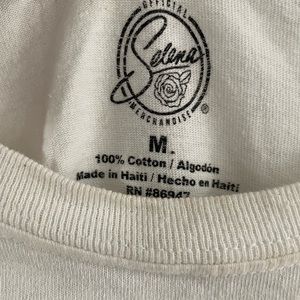 OFFICIAL
Selena
MERCHANDISE ®
M.
100% Cotton / Algodón
Made in Haiti / Hecho en Haití
RN #86947